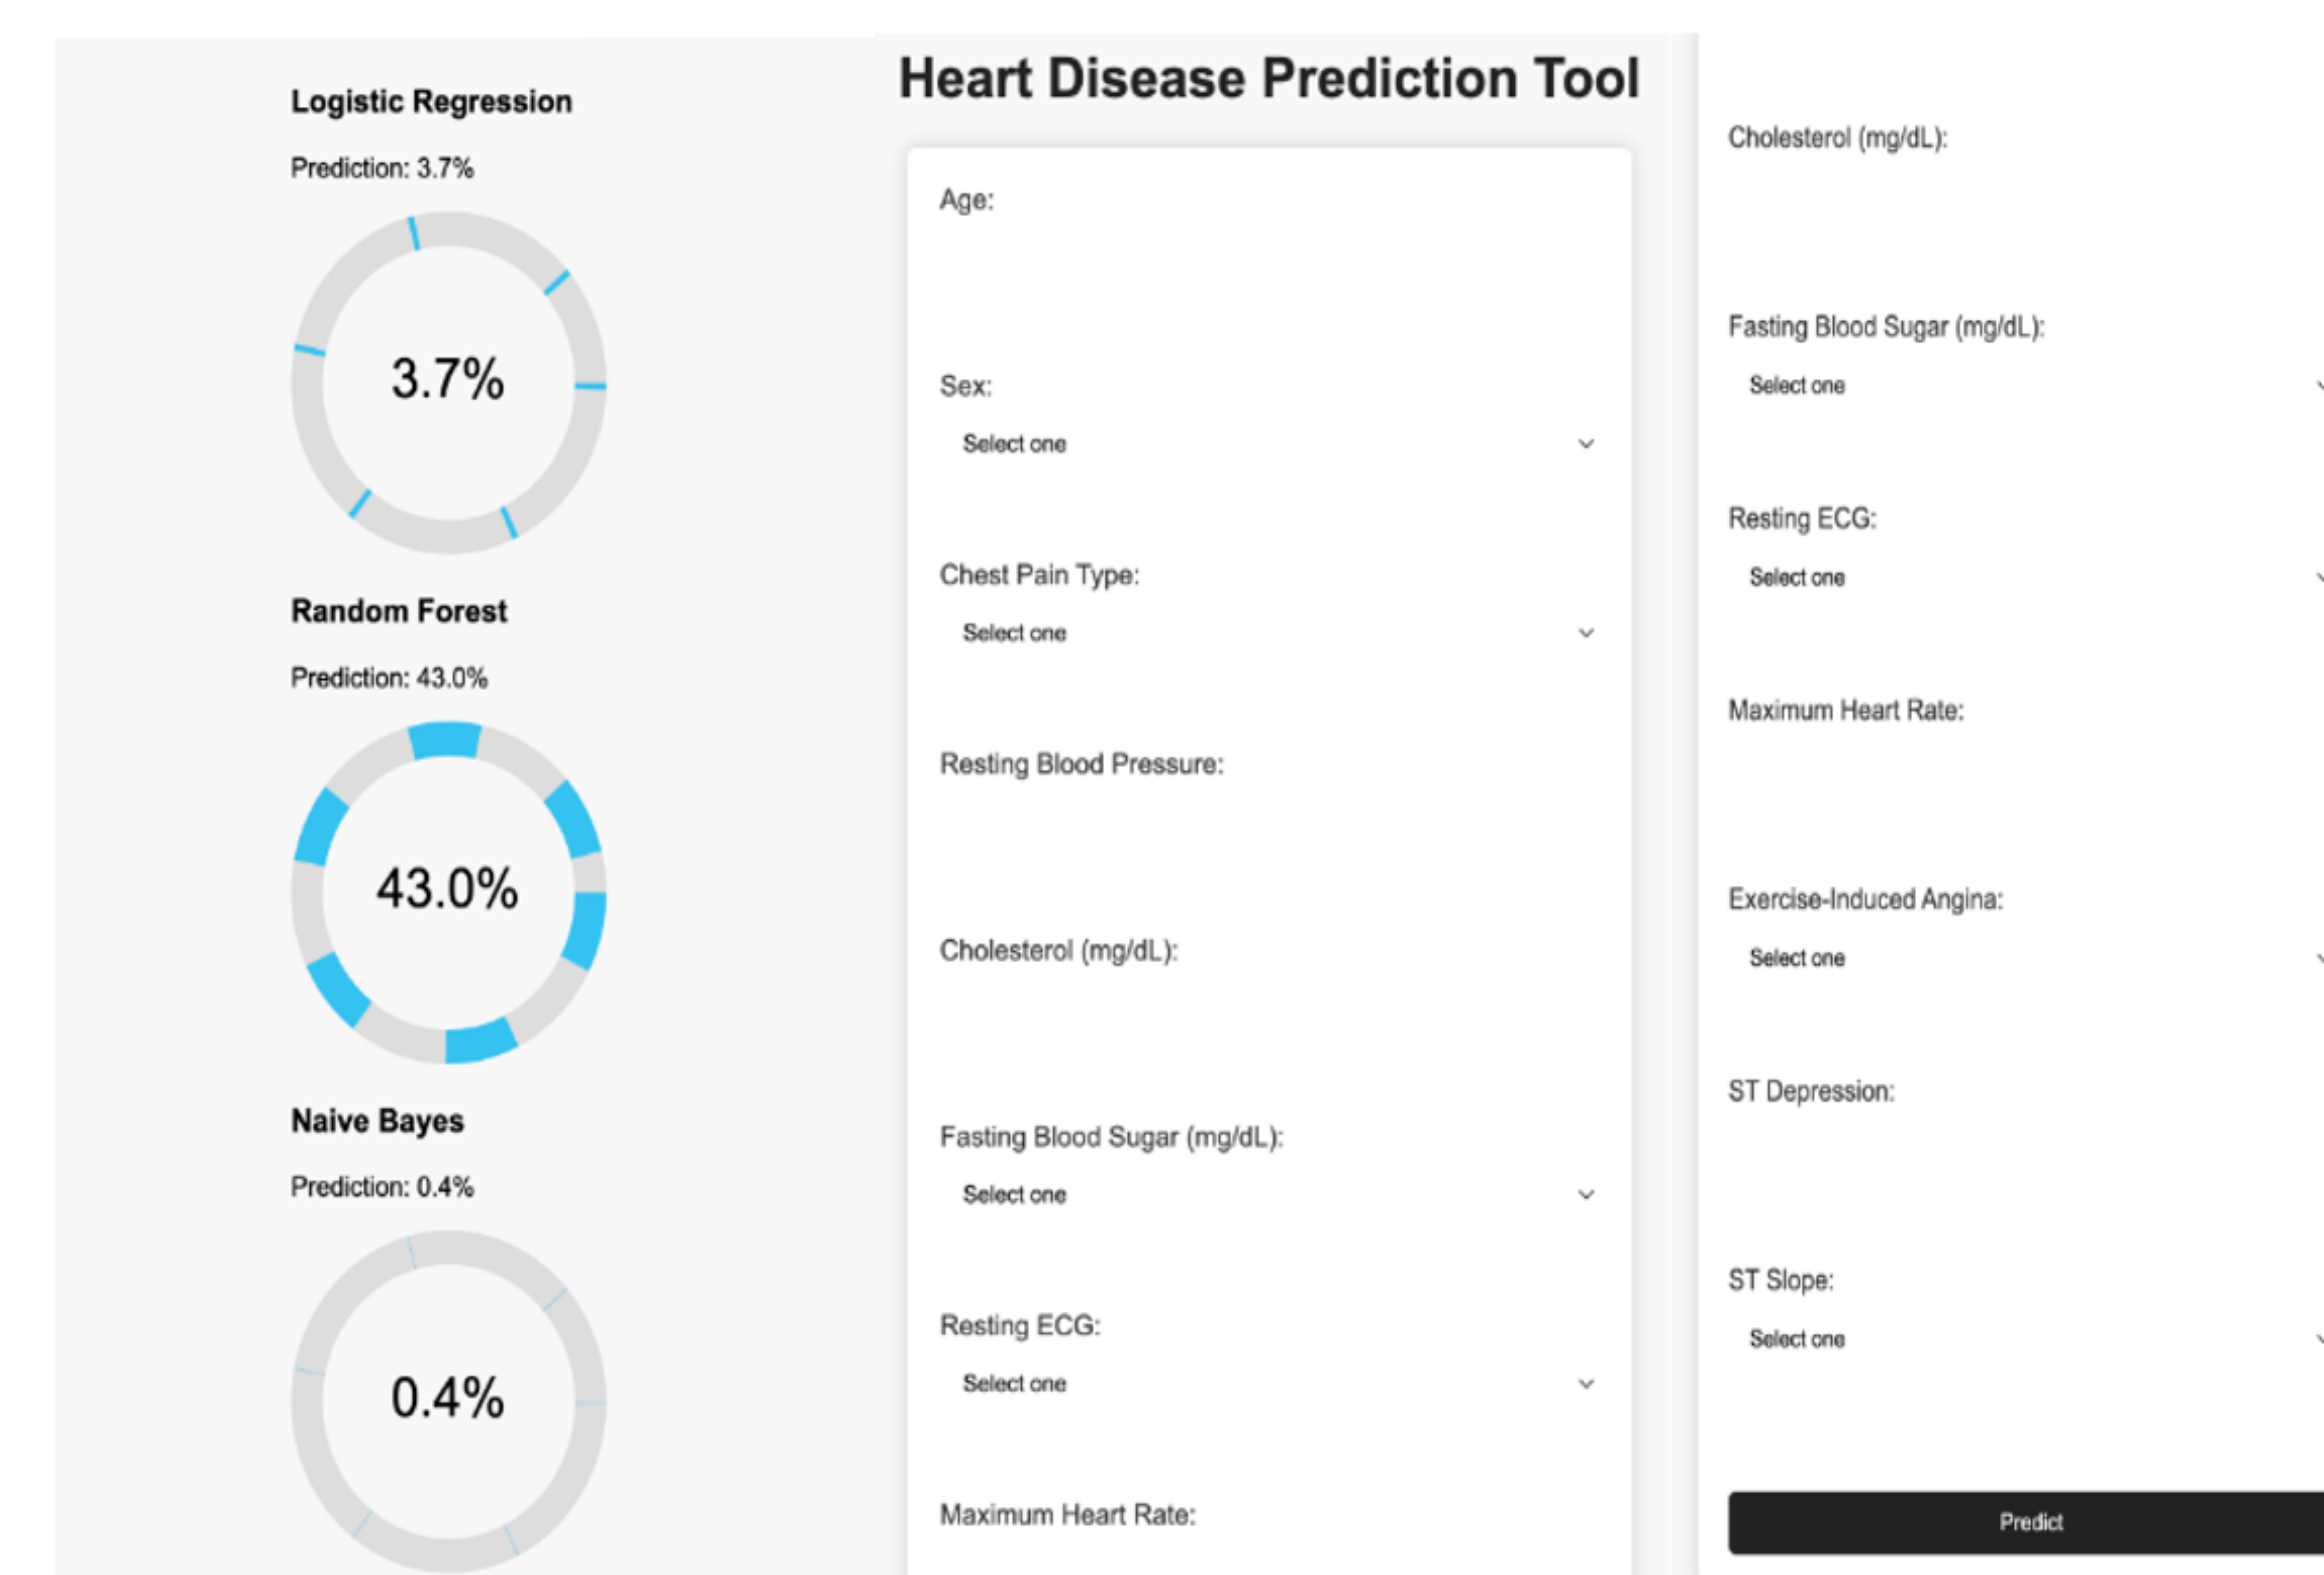 Logistic Regression
Prediction: 3.7%
3.7%
Random Forest
Prediction: 43.0%
43.0%
Naive Bayes
Prediction: 0.4%
0.4%
Heart Disease Prediction Tool
Age:
Sex:
Select one
Chest Pain Type:
Select one
Resting Blood Pressure:
Cholesterol (mg/dL):
Fasting Blood Sugar (mg/dL):
Select one
Resting ECG:
Select one
Maximum Heart Rate:
Cholesterol (mg/dL):
Fasting Blood Sugar (mg/dL):
Select one
Resting ECG:
Select one
Maximum Heart Rate:
Exercise-Induced Angina:
Select one
ST Depression:
ST Slope:
Select one
Predict